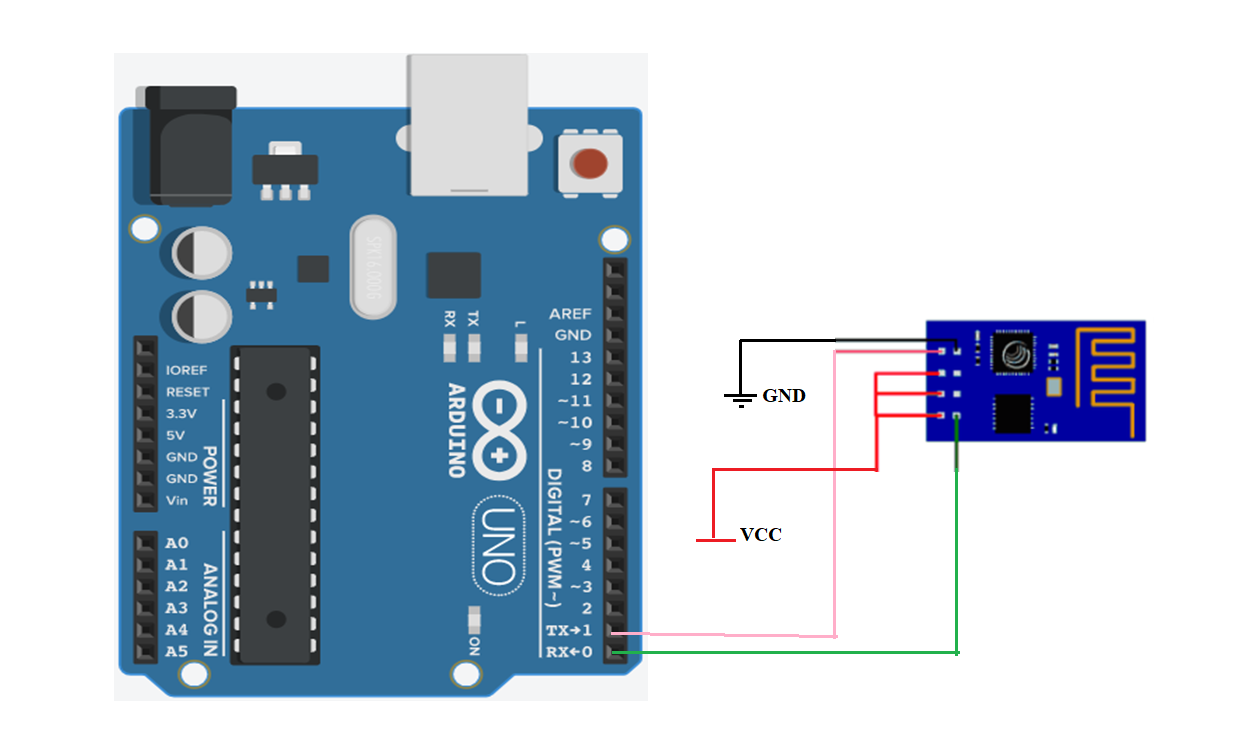 SPK16.000G
RX
TX
L
AREF
GND
13
12
~11
~10
~9
8
IOREF
RESET
3.3V
5V
GND
GND
Vin
POWER
ARDUINO
UNO
DIGITAL (PWM~)
7
~6
~5
4
~3
2
TX→1
RX←0
A0
A1
A2
A3
A4
A5
ANALOG IN
ON
GND
VCC